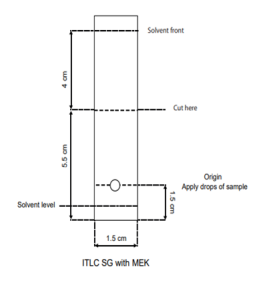 Solvent front
4 cm
Cut here
5.5 cm
Origin
Apply drops of sample
1.5 cm
Solvent level
1.5 cm
ITLC SG with MEK